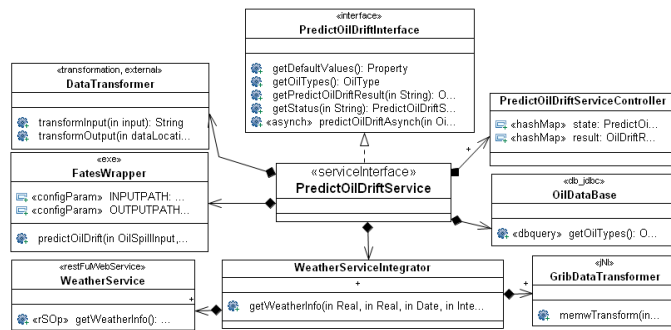 «interface»
PredictOilDriftInterface
getDefaultValues(): Property
getOilTypes(): OilType
getPredictOilDriftResult(in String): O...
getStatus(in String): PredictOilDriftS...
«asynch» predictOilDriftAsynch(in Oi...
«transformation, external»
DataTransformer
transformInput(in input): String
transformOutput(in dataLocati...
PredictOilDriftServiceController
«hashMap» state: PredictOi...
«hashMap» result: OilDriftR...
+
«exe»
FatesWrapper
«configParam» INPUTPATH: ...
«configParam» OUTPUTPATH...
predictOilDrift(in OilSpillInput,...
«serviceInterface»
PredictOilDriftService
«db_jdbc»
OilDataBase
«dbquery» getOilTypes(): O...
«restFulWebService»
WeatherService
+
«rSOp» getWeatherInfo(): ...
WeatherServiceIntegrator
getWeatherInfo(in Real, in Real, in Date, in Inte...
+
«jNI»
GribDataTransformer
memwTransform(in...